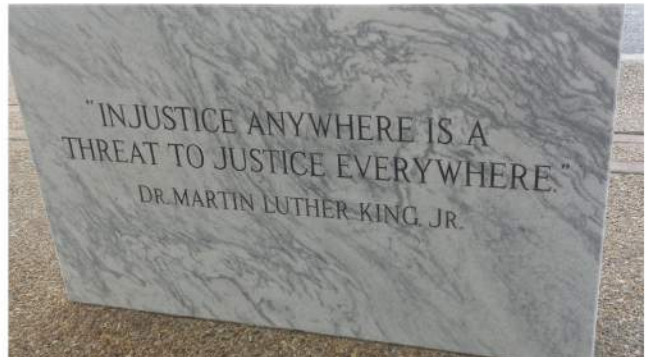 "INJUSTICE ANYWHERE IS A
THREAT TO JUSTICE EVERYWHERE."
DR. MARTIN LUTHER KING, JR.